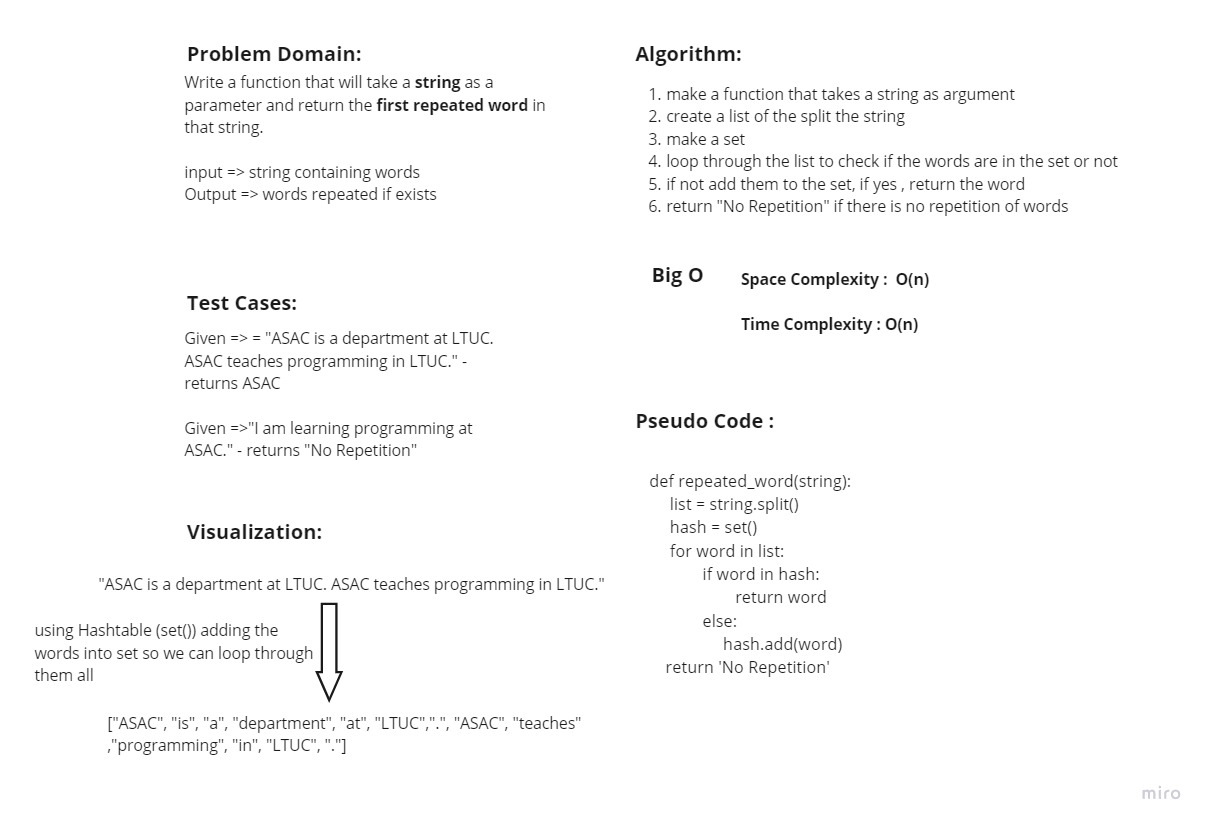 Problem Domain:
Write a function that will take a string as a
parameter and return the first repeated word in
that string.
input => string containing words
Output => words repeated if exists
Test Cases:
Given => = "ASAC is a department at LTUC.
ASAC teaches programming in LTUC." -
returns ASAC
Given =>"I am learning programming at
ASAC." - returns "No Repetition"
Visualization:
"ASAC is a department at LTUC. ASAC teaches programming in LTUC."
using Hashtable (set()) adding the
words into set so we can loop through
them all
["ASAC", "is", "a", "department", "at", "LTUC",".", "ASAC", "teaches"
,"programming", "in", "LTUC", "."]
Algorithm:
1. make a function that takes a string as argument
2. create a list of the split the string
3. make a set
4. loop through the list to check if the words are in the set or not
5. if not add them to the set, if yes , return the word
6. return "No Repetition" if there is no repetition of words
Big O
Space Complexity : O(n)
Time Complexity : O(n)
Pseudo Code :
def repeated_word(string):
list = string.split()
hash = set()
for word in list:
if word in hash:
return word
else:
hash.add(word)
return 'No Repetition'
miro